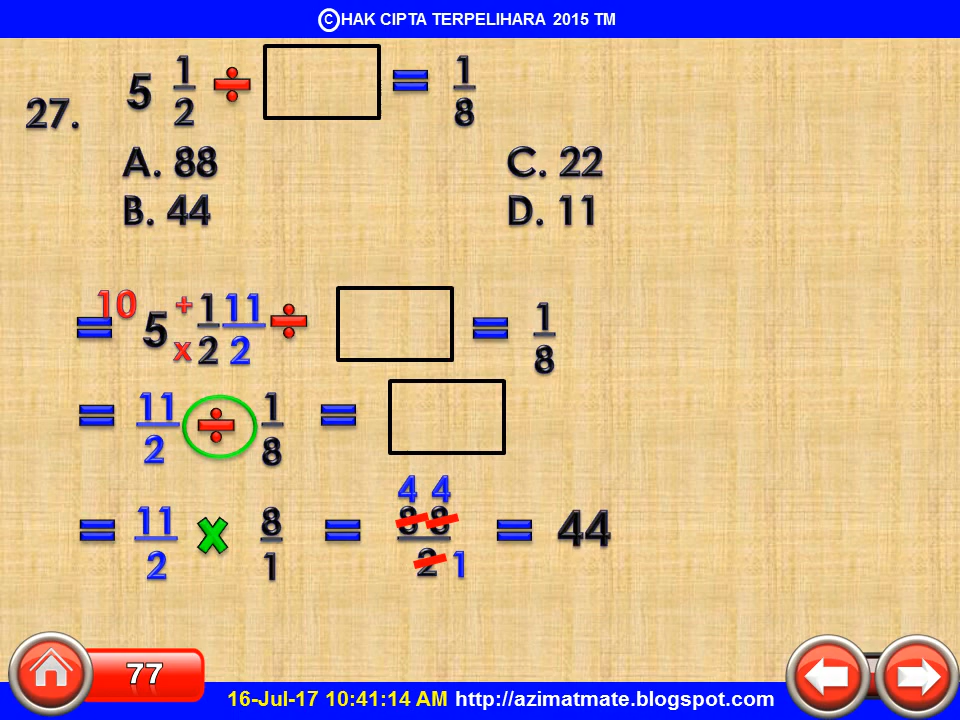 © HAK CIPTA TERPELIHARA 2015 TM
27. 5 1/2 ÷ = 1/8
A. 88 C. 22
B. 44 D. 11
= 10 5 + x 1/2 11/2 ÷ = 1/8
= 11/2 ÷ 1/8 =
= 11/2 × 8/1 = 4 4 8 8/2 1 = 44
77
16-Jul-17 10:41:14 AM http://azimatmate.blogspot.com